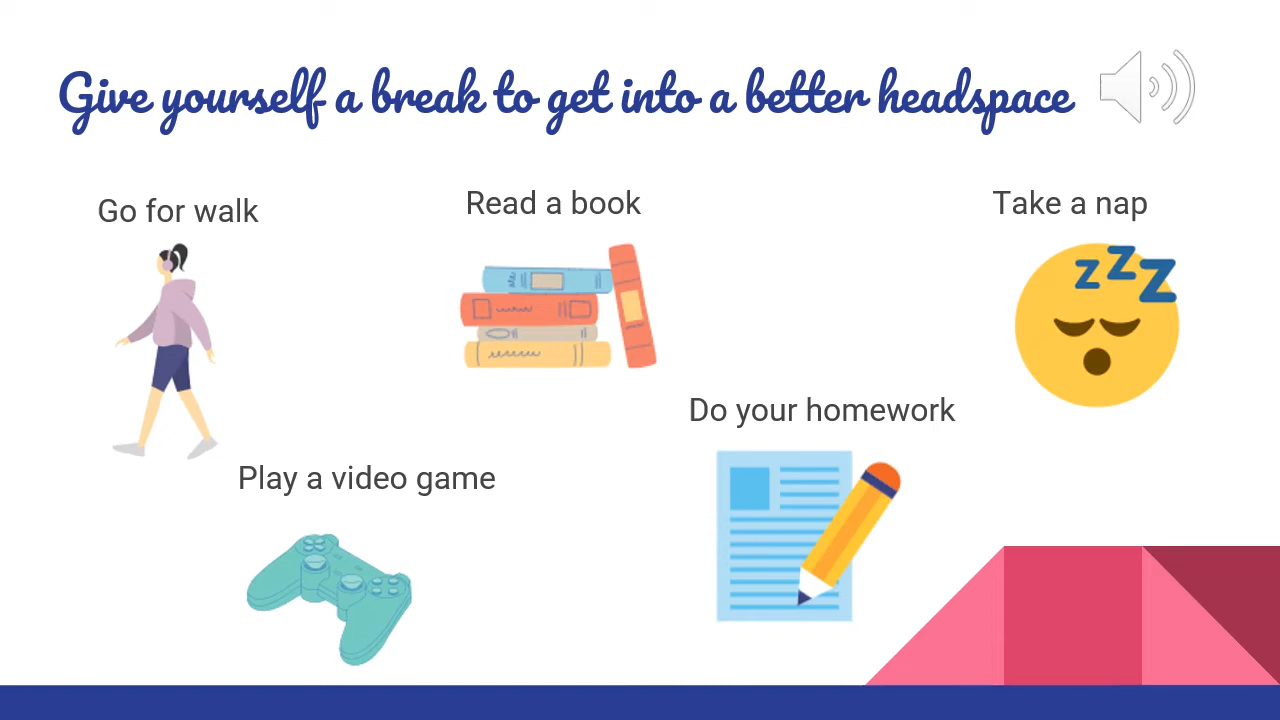 Give yourself a break to get into a better headspace
Go for walk
Read a book
Take a nap
z z z
Do your homework
Play a video game